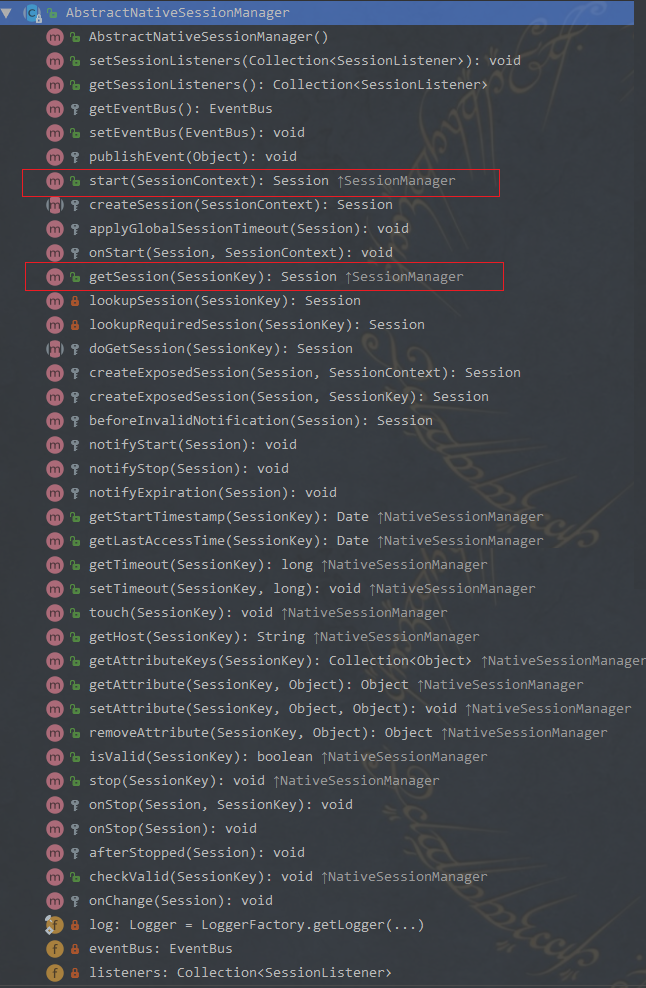 AbstractNativeSessionManager
AbstractNativeSessionManager()
setSessionListeners(Collection<SessionListener>): void
getSessionListeners(): Collection<SessionListener>
getEventBus(): EventBus
setEventBus(EventBus): void
publishEvent(Object): void
start(SessionContext): Session ↑SessionManager
createSession(SessionContext): Session
applyGlobalSessionTimeout(Session): void
onStart(Session, SessionContext): void
getSession(SessionKey): Session ↑SessionManager
lookupSession(SessionKey): Session
lookupRequiredSession(SessionKey): Session
doGetSession(SessionKey): Session
createExposedSession(Session, SessionContext): Session
createExposedSession(Session, SessionKey): Session
beforeInvalidNotification(Session): Session
notifyStart(Session): void
notifyStop(Session): void
notifyExpiration(Session): void
getStartTimestamp(SessionKey): Date ↑NativeSessionManager
getLastAccessTime(SessionKey): Date ↑NativeSessionManager
getTimeout(SessionKey): long ↑NativeSessionManager
setTimeout(SessionKey, long): void ↑NativeSessionManager
touch(SessionKey): void ↑NativeSessionManager
getHost(SessionKey): String ↑NativeSessionManager
getAttributeKeys(SessionKey): Collection<Object> ↑NativeSessionManager
getAttribute(SessionKey, Object): Object ↑NativeSessionManager
setAttribute(SessionKey, Object, Object): void ↑NativeSessionManager
removeAttribute(SessionKey, Object): Object ↑NativeSessionManager
isValid(SessionKey): boolean ↑NativeSessionManager
stop(SessionKey): void ↑NativeSessionManager
onStop(Session, SessionKey): void
onStop(Session): void
afterStopped(Session): void
checkValid(SessionKey): void ↑NativeSessionManager
onChange(Session): void
log: Logger = LoggerFactory.getLogger(...)
eventBus: EventBus
listeners: Collection<SessionListener>